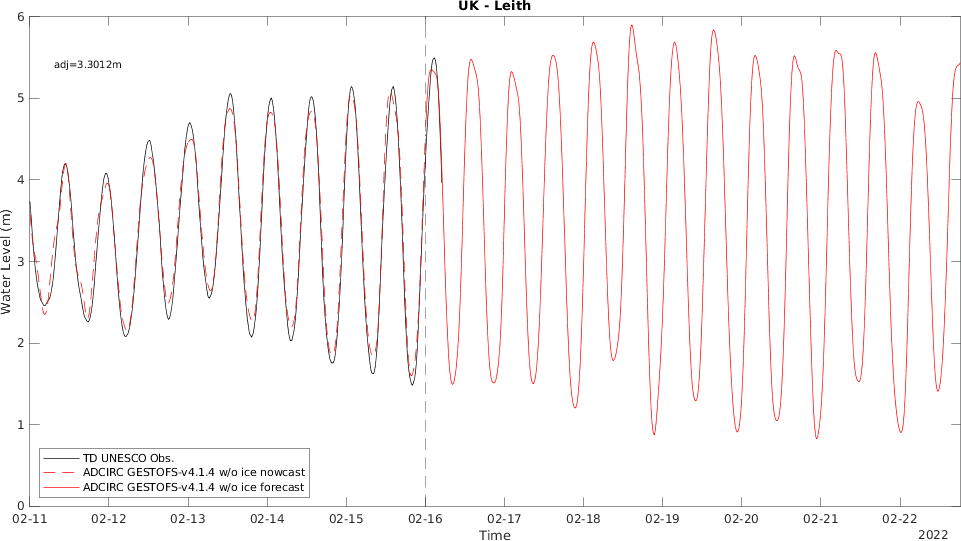 UK - Leith
adj=3.3012m
Water Level (m)
6
5
4
3
2
1
0
TD UNESCO Obs.
ADCIRC GESTOFS-v4.1.4 w/o ice nowcast
ADCIRC GESTOFS-v4.1.4 w/o ice forecast
02-11 02-12 02-13 02-14 02-15 02-16 02-17 02-18 02-19 02-20 02-21 02-22
Time
2022